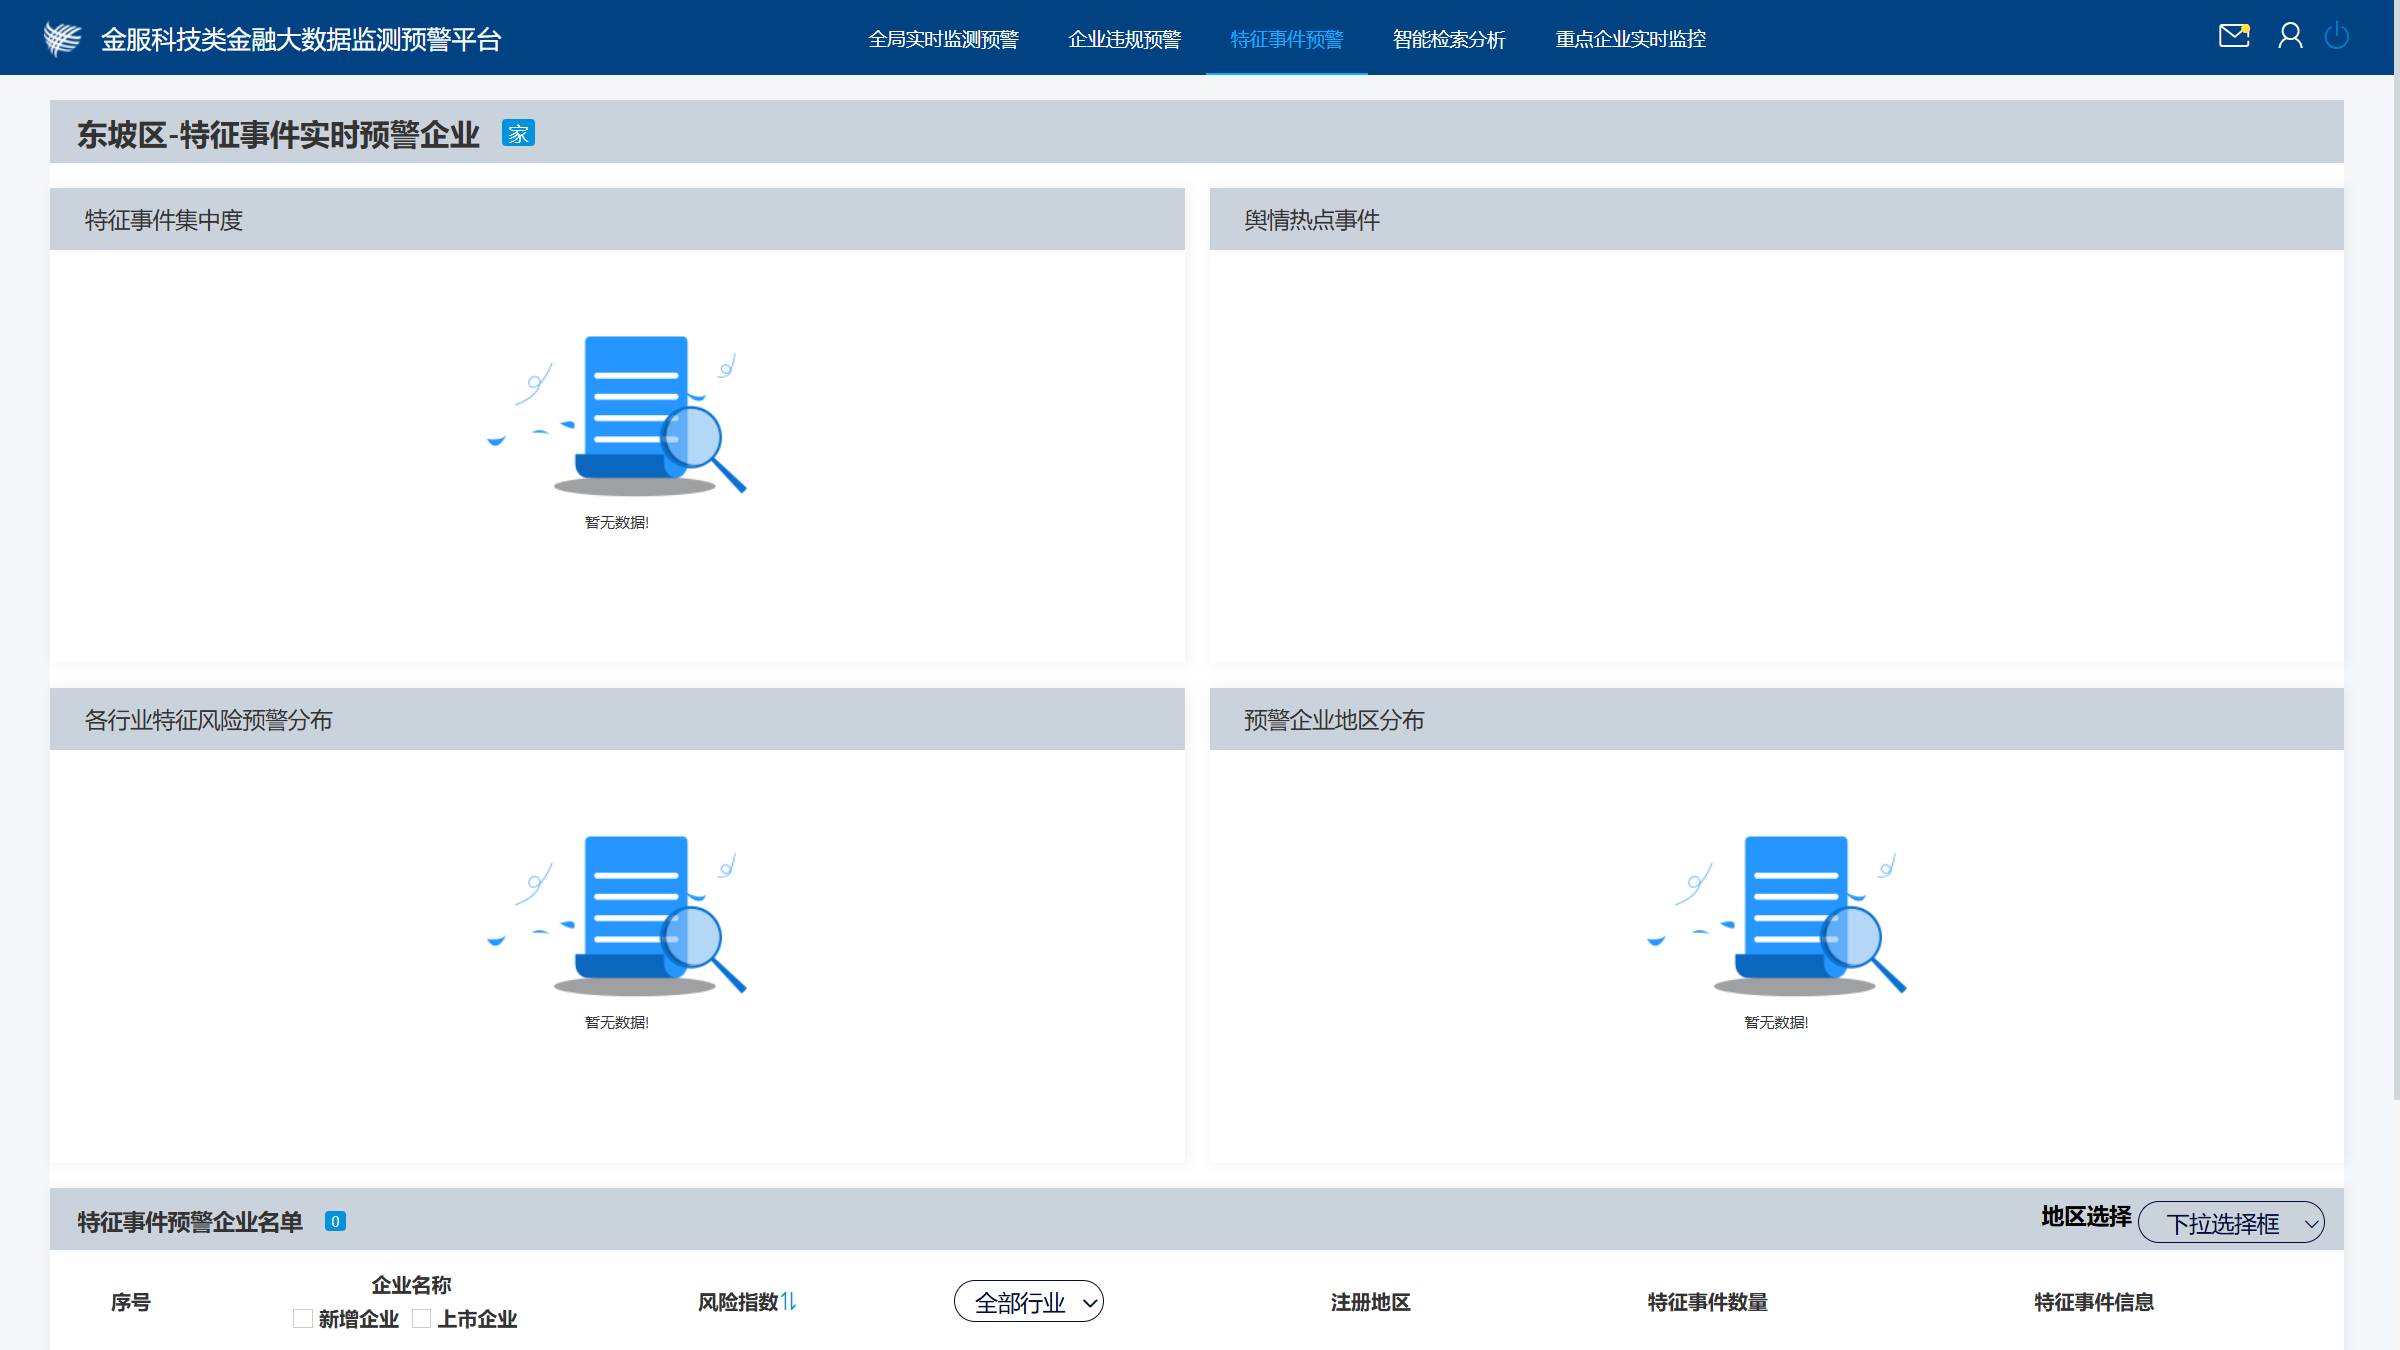 金服科技类金融大数据监测预警平台
全局实时监测预警 企业违规预警 特征事件预警 智能检索分析 重点企业实时监控
东坡区-特征事件实时预警企业 家
特征事件集中度
舆情热点事件
暂无数据!
各行业特征风险预警分布
预警企业地区分布
暂无数据!
暂无数据!
特征事件预警企业名单 0
地区选择 下拉选择框
序号
企业名称
新增企业 上市企业
风险指数
全部行业
注册地区
特征事件数量
特征事件信息